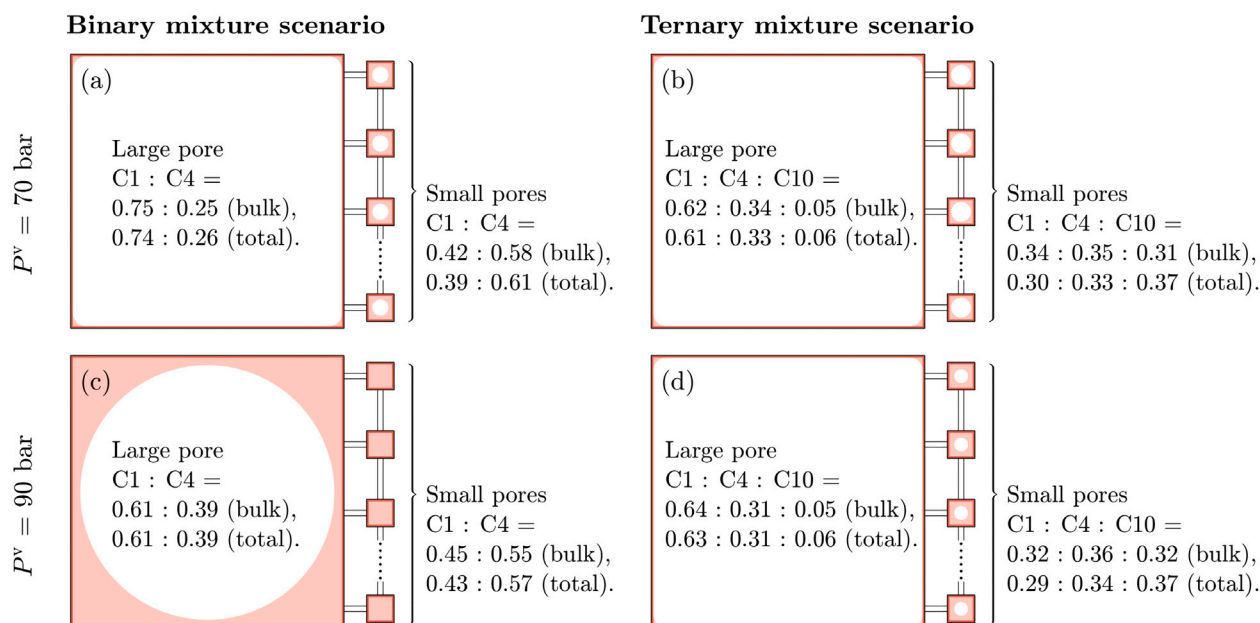 Binary mixture scenario
Ternary mixture scenario
P^v = 70 bar
(a)
Large pore
C1 : C4 =
0.75 : 0.25 (bulk),
0.74 : 0.26 (total).
Small pores
C1 : C4 =
0.42 : 0.58 (bulk),
0.39 : 0.61 (total).
(b)
Large pore
C1 : C4 : C10 =
0.62 : 0.34 : 0.05 (bulk),
0.61 : 0.33 : 0.06 (total).
Small pores
C1 : C4 : C10 =
0.34 : 0.35 : 0.31 (bulk),
0.30 : 0.33 : 0.37 (total).
P^v = 90 bar
(c)
Large pore
C1 : C4 =
0.61 : 0.39 (bulk),
0.61 : 0.39 (total).
Small pores
C1 : C4 =
0.45 : 0.55 (bulk),
0.43 : 0.57 (total).
(d)
Large pore
C1 : C4 : C10 =
0.64 : 0.31 : 0.05 (bulk),
0.63 : 0.31 : 0.06 (total).
Small pores
C1 : C4 : C10 =
0.32 : 0.36 : 0.32 (bulk),
0.29 : 0.34 : 0.37 (total).